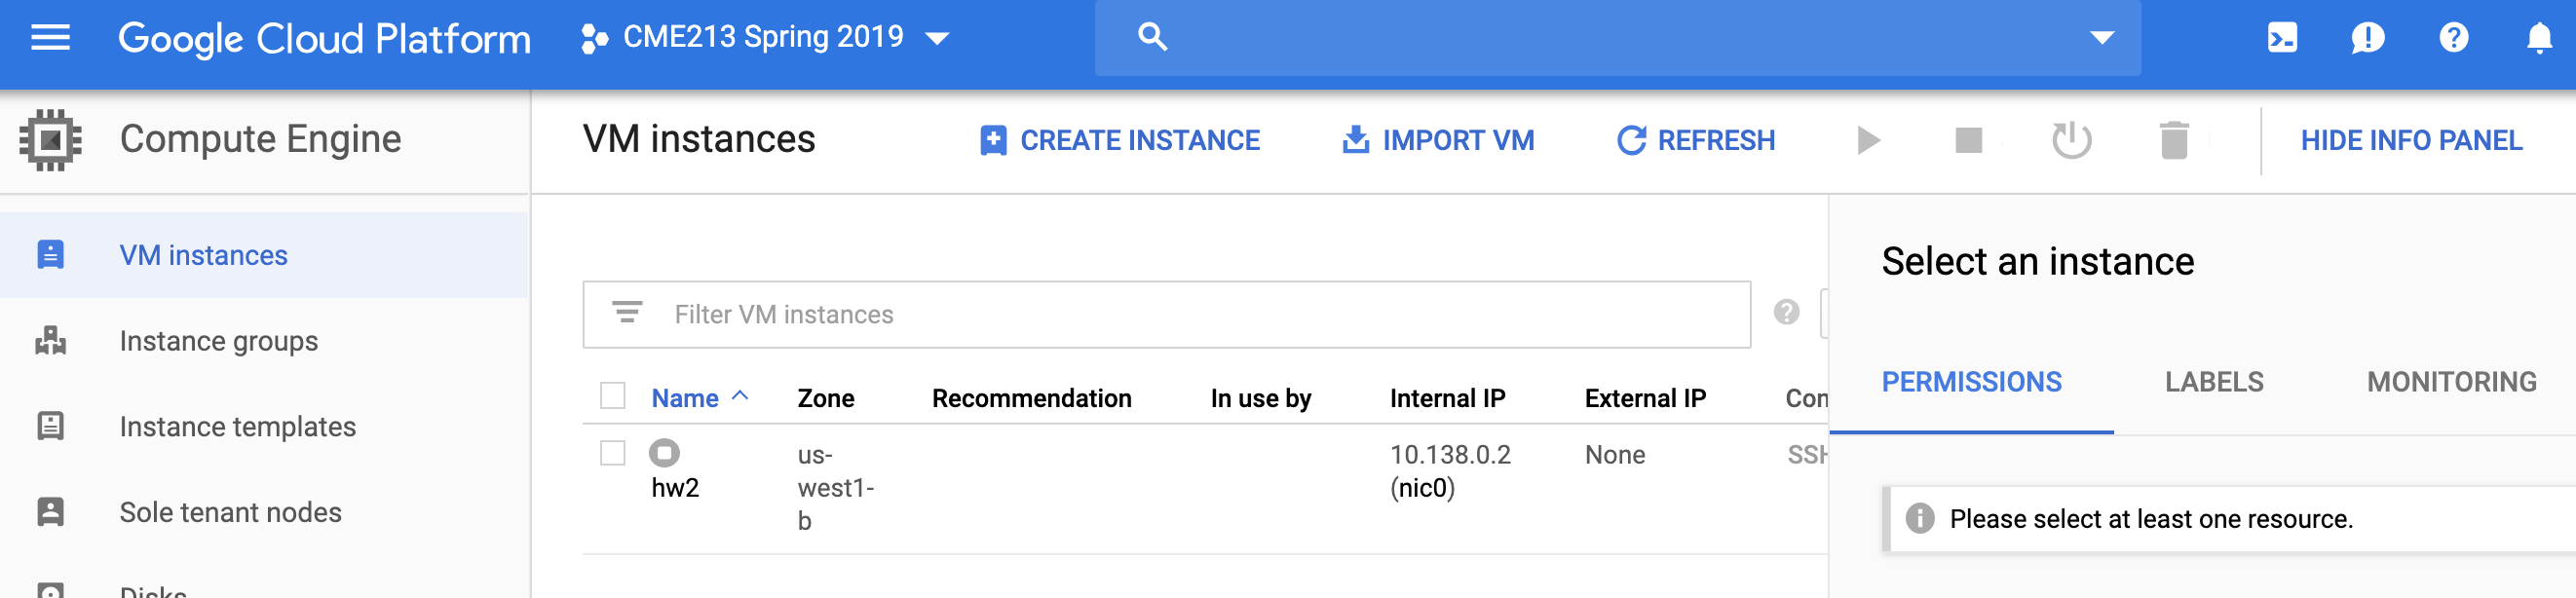 Google Cloud Platform
CME213 Spring 2019
Compute Engine
VM instances
CREATE INSTANCE
IMPORT VM
REFRESH
HIDE INFO PANEL
VM instances
Instance groups
Instance templates
Sole tenant nodes
Disks
Filter VM instances
Name Zone Recommendation In use by Internal IP External IP Con
hw2
us-
west1-
b
10.138.0.2
(nic0)
None
SSH
Select an instance
PERMISSIONS LABELS MONITORING
Please select at least one resource.